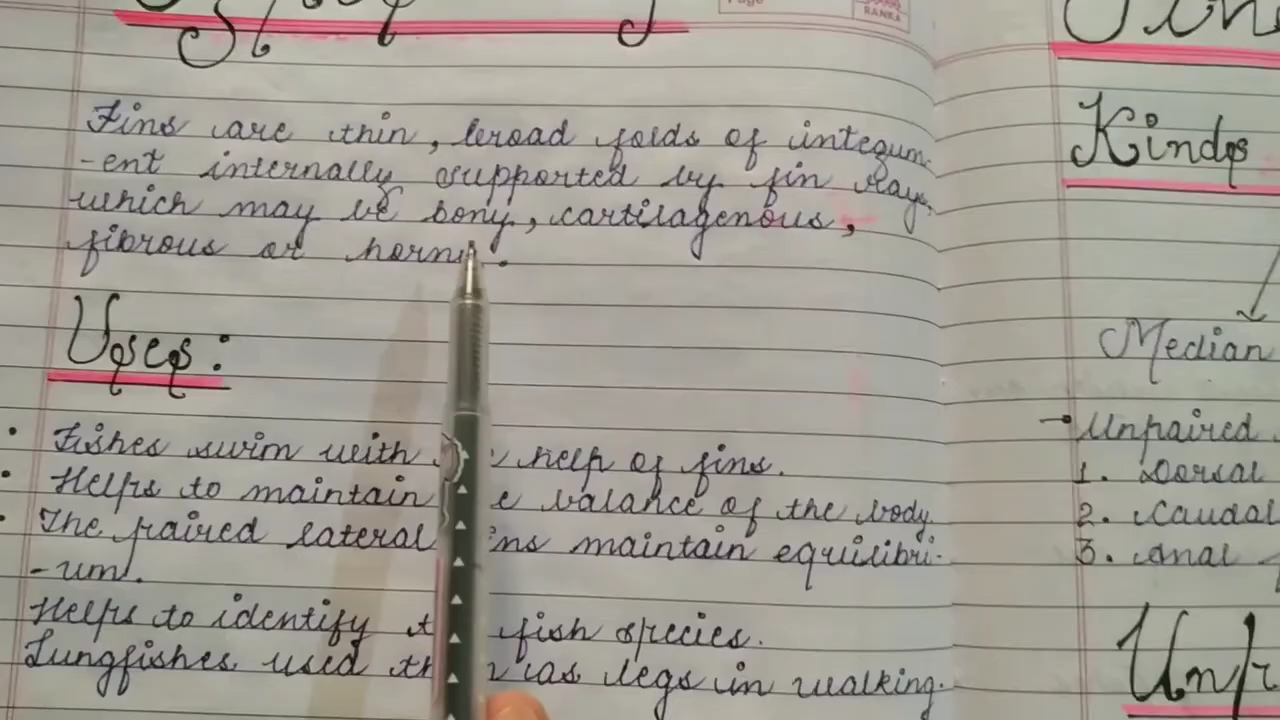 Page
RANKA
Fins are thin, broad folds of integum-
-ent internally supported by fin rays
which may be bony, cartilagenous,
fibrous or horny.
Uses:
• Fishes swim with help of fins.
• Helps to maintain balance of the body
• The paired lateral maintain equilibri-
-um.
Helps to identify fish species.
Lungfishes used as legs in walking.
Kinds
Median
Unpaired
1. Dorsal
2. Caudal
3. Anal